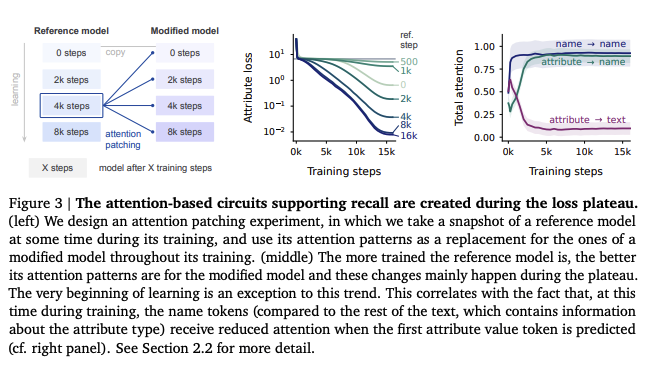 Reference model
Modified model
0 steps
copy
0 steps
2k steps
2k steps
4k steps
4k steps
8k steps
8k steps
learning
attention
patching
X steps
model after X training steps
Attribute loss
10¹
10⁰
10⁻¹
10⁻²
0k 5k 10k 15k
Training steps
ref.
step
500
1k
0
2k
4k
8k
16k
Total attention
1.00
0.75
0.50
0.25
0.00
name → name
attribute → name
attribute → text
0k 5k 10k 15k
Training steps
Figure 3 | The attention-based circuits supporting recall are created during the loss plateau.
(left) We design an attention patching experiment, in which we take a snapshot of a reference model
at some time during its training, and use its attention patterns as a replacement for the ones of a
modified model throughout its training. (middle) The more trained the reference model is, the better
its attention patterns are for the modified model and these changes mainly happen during the plateau.
The very beginning of learning is an exception to this trend. This correlates with the fact that, at this
time during training, the name tokens (compared to the rest of the text, which contains information
about the attribute type) receive reduced attention when the first attribute value token is predicted
(cf. right panel). See Section 2.2 for more detail.